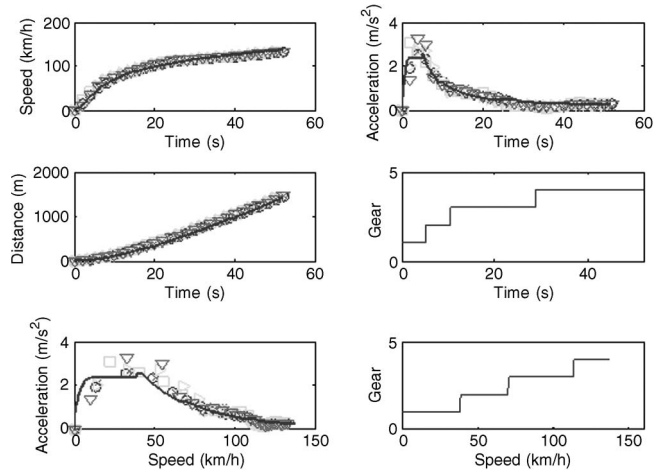 200
100
0
0 20 40 60
Speed (km/h)
Time (s)
4
2
0
0 20 40 60
Acceleration (m/s²)
Time (s)
2000
1000
0
0 20 40 60
Distance (m)
Time (s)
5
0
0 20 40
Gear
Time (s)
4
2
0
0 50 100 150
Acceleration (m/s²)
Speed (km/h)
5
0
0 50 100 150
Gear
Speed (km/h)